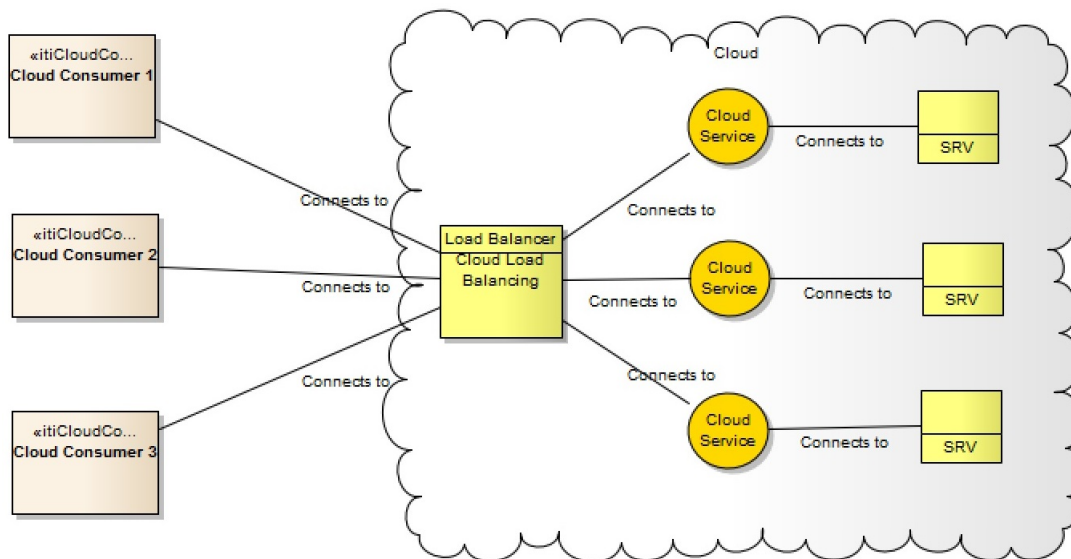 «itiCloudCo...
Cloud Consumer 1
Connects to
«itiCloudCo...
Cloud Consumer 2
Connects to
«itiCloudCo...
Cloud Consumer 3
Connects to
Cloud
Load Balancer
Cloud Load
Balancing
Connects to
Cloud
Service
Connects to
SRV
Connects to
Cloud
Service
Connects to
SRV
Connects to
Cloud
Service
Connects to
SRV